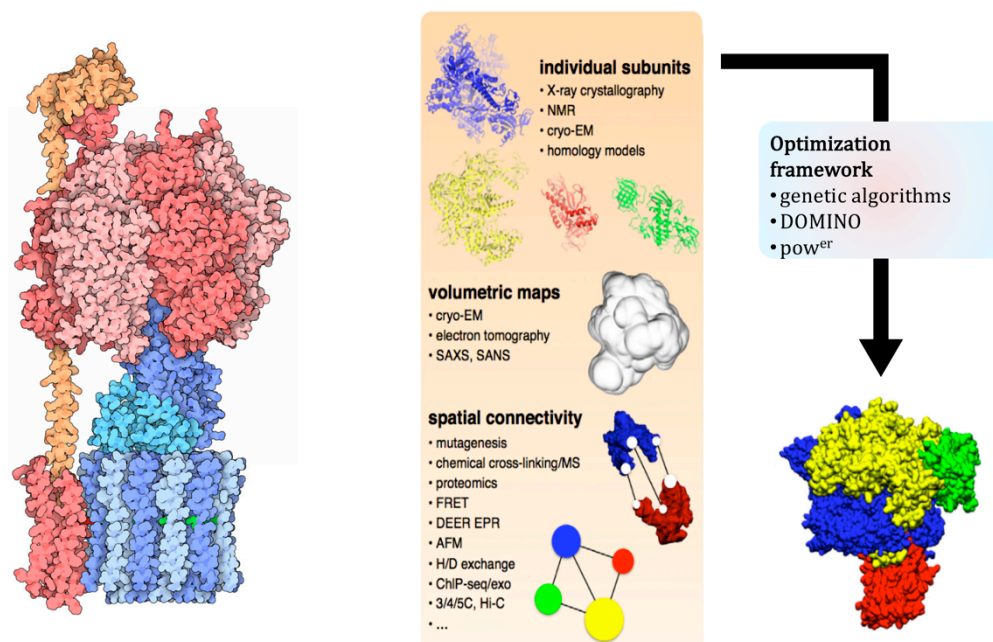 individual subunits
• X-ray crystallography
• NMR
• cryo-EM
• homology models
volumetric maps
• cryo-EM
• electron tomography
• SAXS, SANS
spatial connectivity
• mutagenesis
• chemical cross-linking/MS
• proteomics
• FRET
• DEER EPR
• AFM
• H/D exchange
• ChIP-seq/exo
• 3/4/5C, Hi-C
• ...
Optimization
framework
• genetic algorithms
• DOMINO
• pow^er